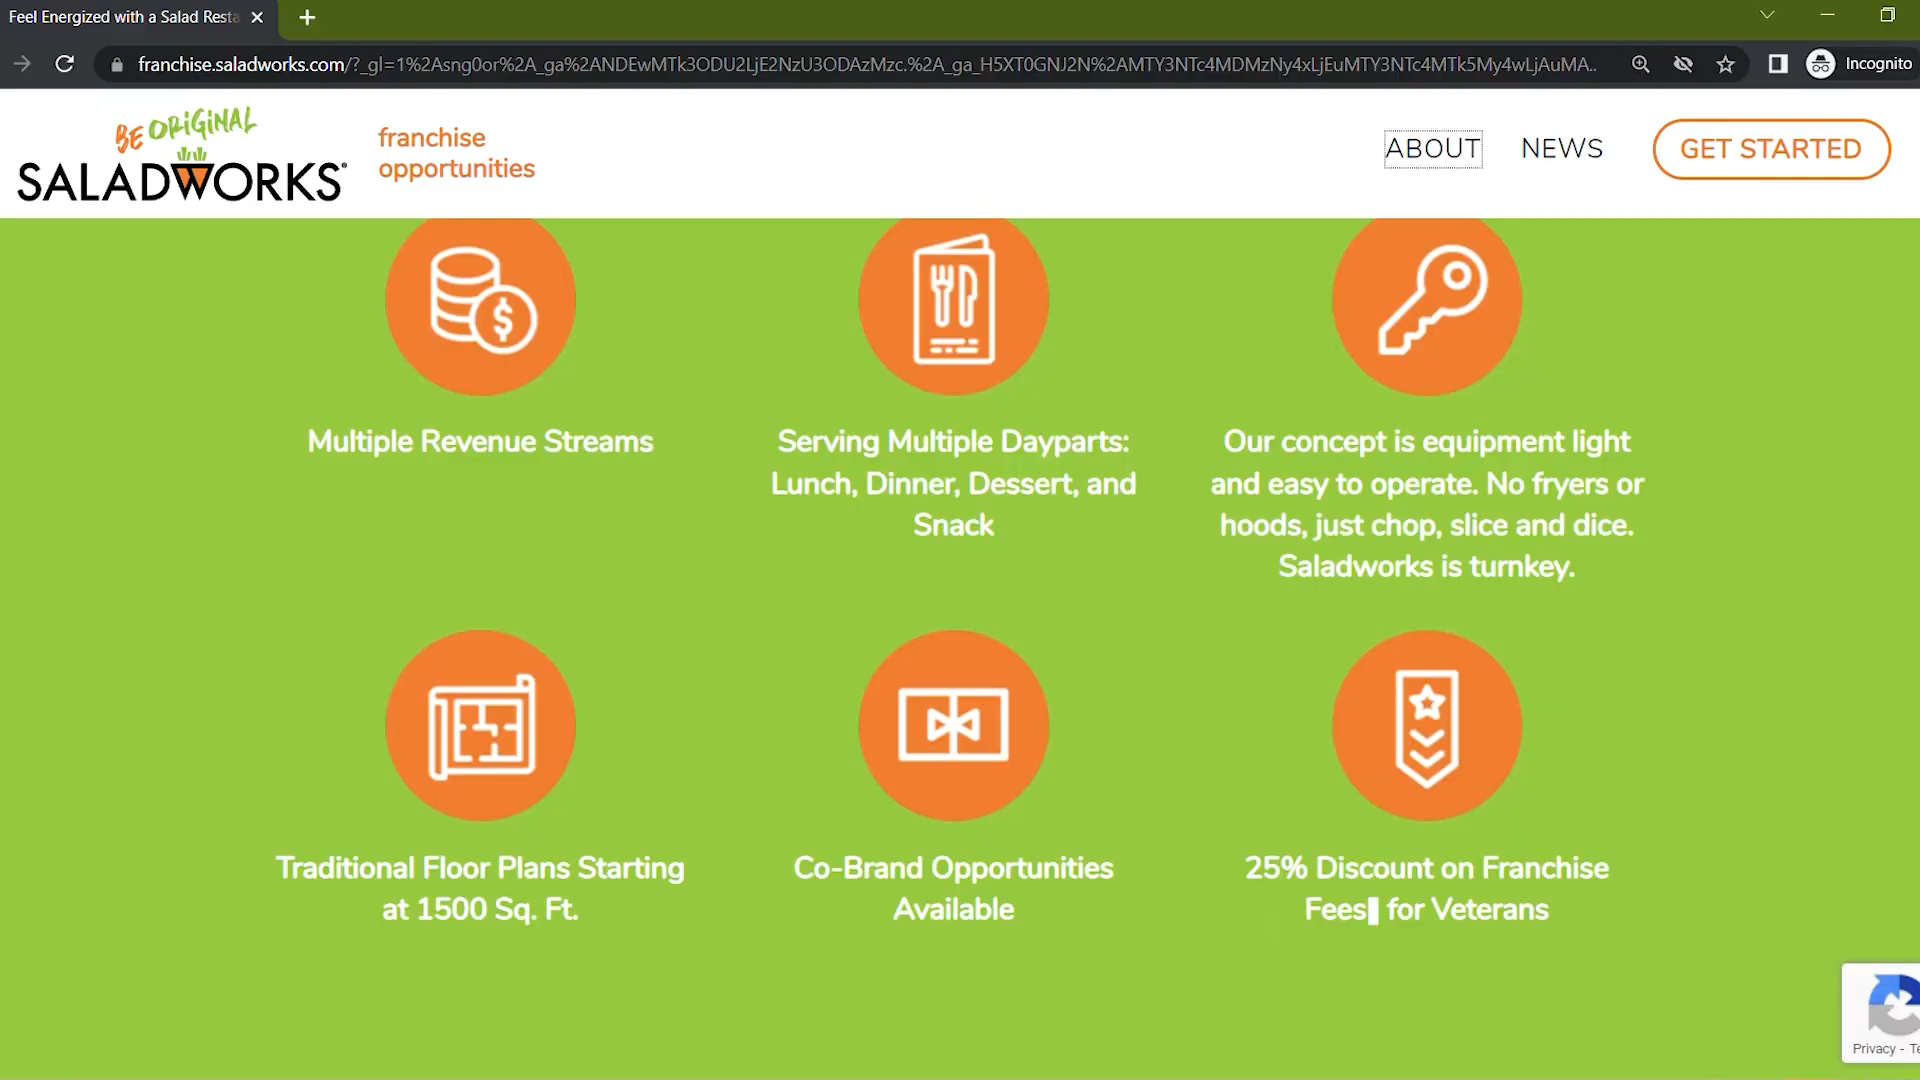 Feel Energized with a Salad Resta
franchise.saladworks.com/?_gl=1%2Asng0or%2A_ga%2ANDEwMTk3ODU2LjE2NzU3ODAzMzc.%2A_ga_H5XT0GNJ2N%2AMTY3NTc4MDMzNy4xLjEuMTY3NTc4MTk5My4wLjAuMA..
Incognito
BE ORIGINAL
SALADWORKS®
franchise
opportunities
ABOUT
NEWS
GET STARTED
$
Multiple Revenue Streams
Serving Multiple Dayparts:
Lunch, Dinner, Dessert, and
Snack
Our concept is equipment light
and easy to operate. No fryers or
hoods, just chop, slice and dice.
Saladworks is turnkey.
Traditional Floor Plans Starting
at 1500 Sq. Ft.
Co-Brand Opportunities
Available
25% Discount on Franchise
Fees for Veterans
Privacy - Te